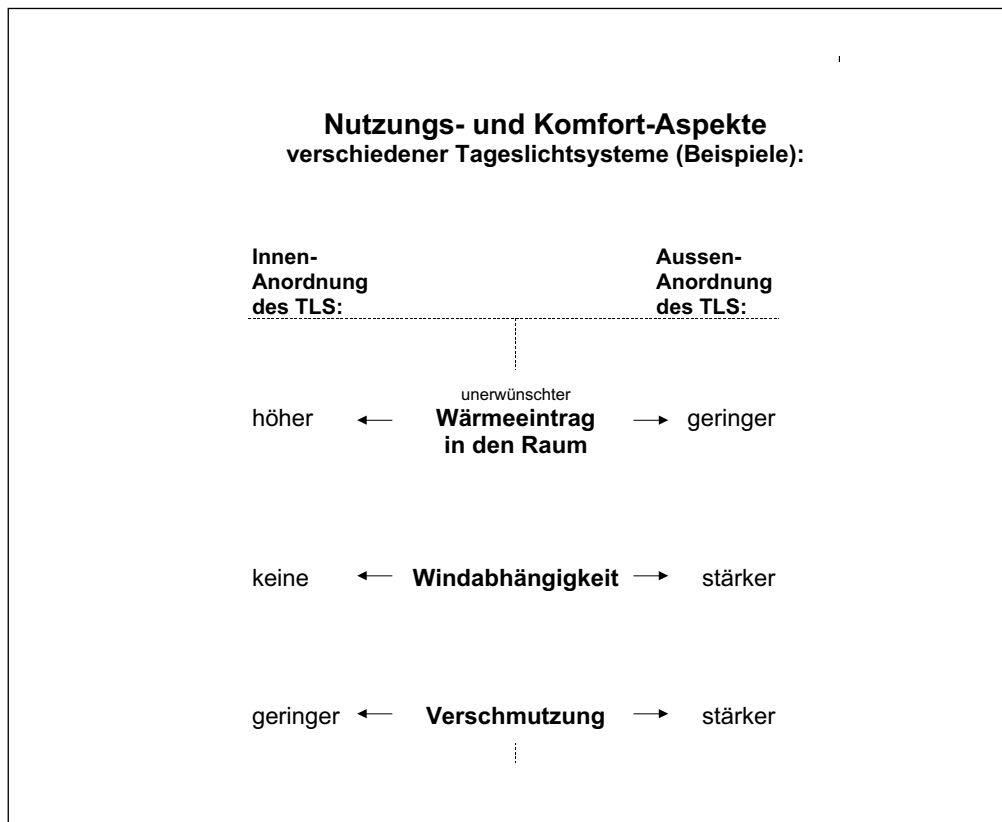 Nutzungs- und Komfort-Aspekte
verschiedener Tageslichtsysteme (Beispiele):
Innen-
Anordnung
des TLS:
Aussen-
Anordnung
des TLS:
unerwünschter
höher Wärmeeintrag geringer
in den Raum
keine Windabhängigkeit stärker
geringer Verschmutzung stärker